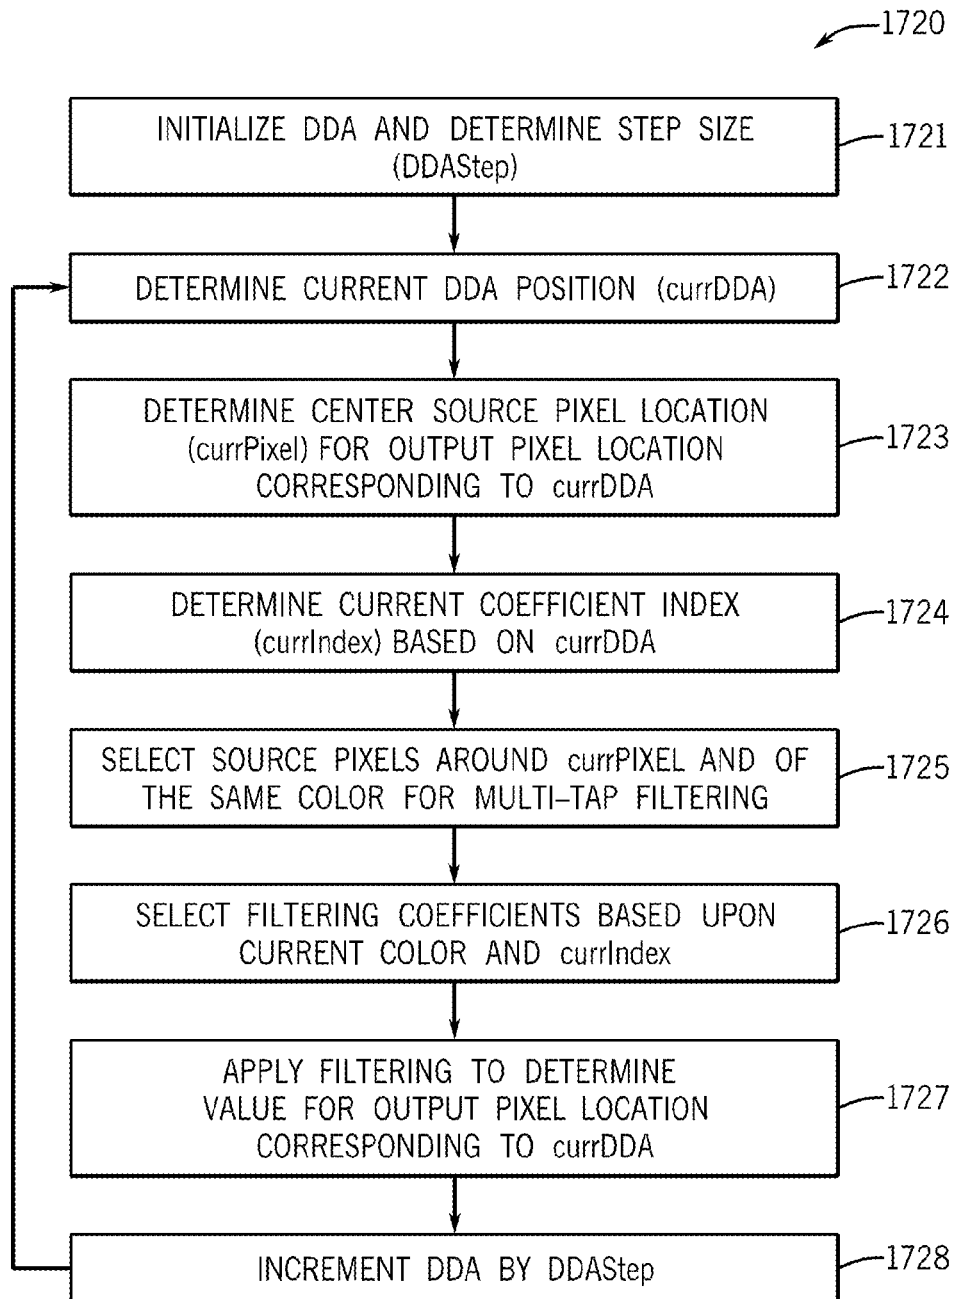 1720
INITIALIZE DDA AND DETERMINE STEP SIZE
(DDAStep)
1721
DETERMINE CURRENT DDA POSITION (currDDA)
1722
DETERMINE CENTER SOURCE PIXEL LOCATION
(currPixel) FOR OUTPUT PIXEL LOCATION
CORRESPONDING TO currDDA
1723
DETERMINE CURRENT COEFFICIENT INDEX
(currIndex) BASED ON currDDA
1724
SELECT SOURCE PIXELS AROUND currPIXEL AND OF
THE SAME COLOR FOR MULTI-TAP FILTERING
1725
SELECT FILTERING COEFFICIENTS BASED UPON
CURRENT COLOR AND currIndex
1726
APPLY FILTERING TO DETERMINE
VALUE FOR OUTPUT PIXEL LOCATION
CORRESPONDING TO currDDA
1727
INCREMENT DDA BY DDAStep
1728